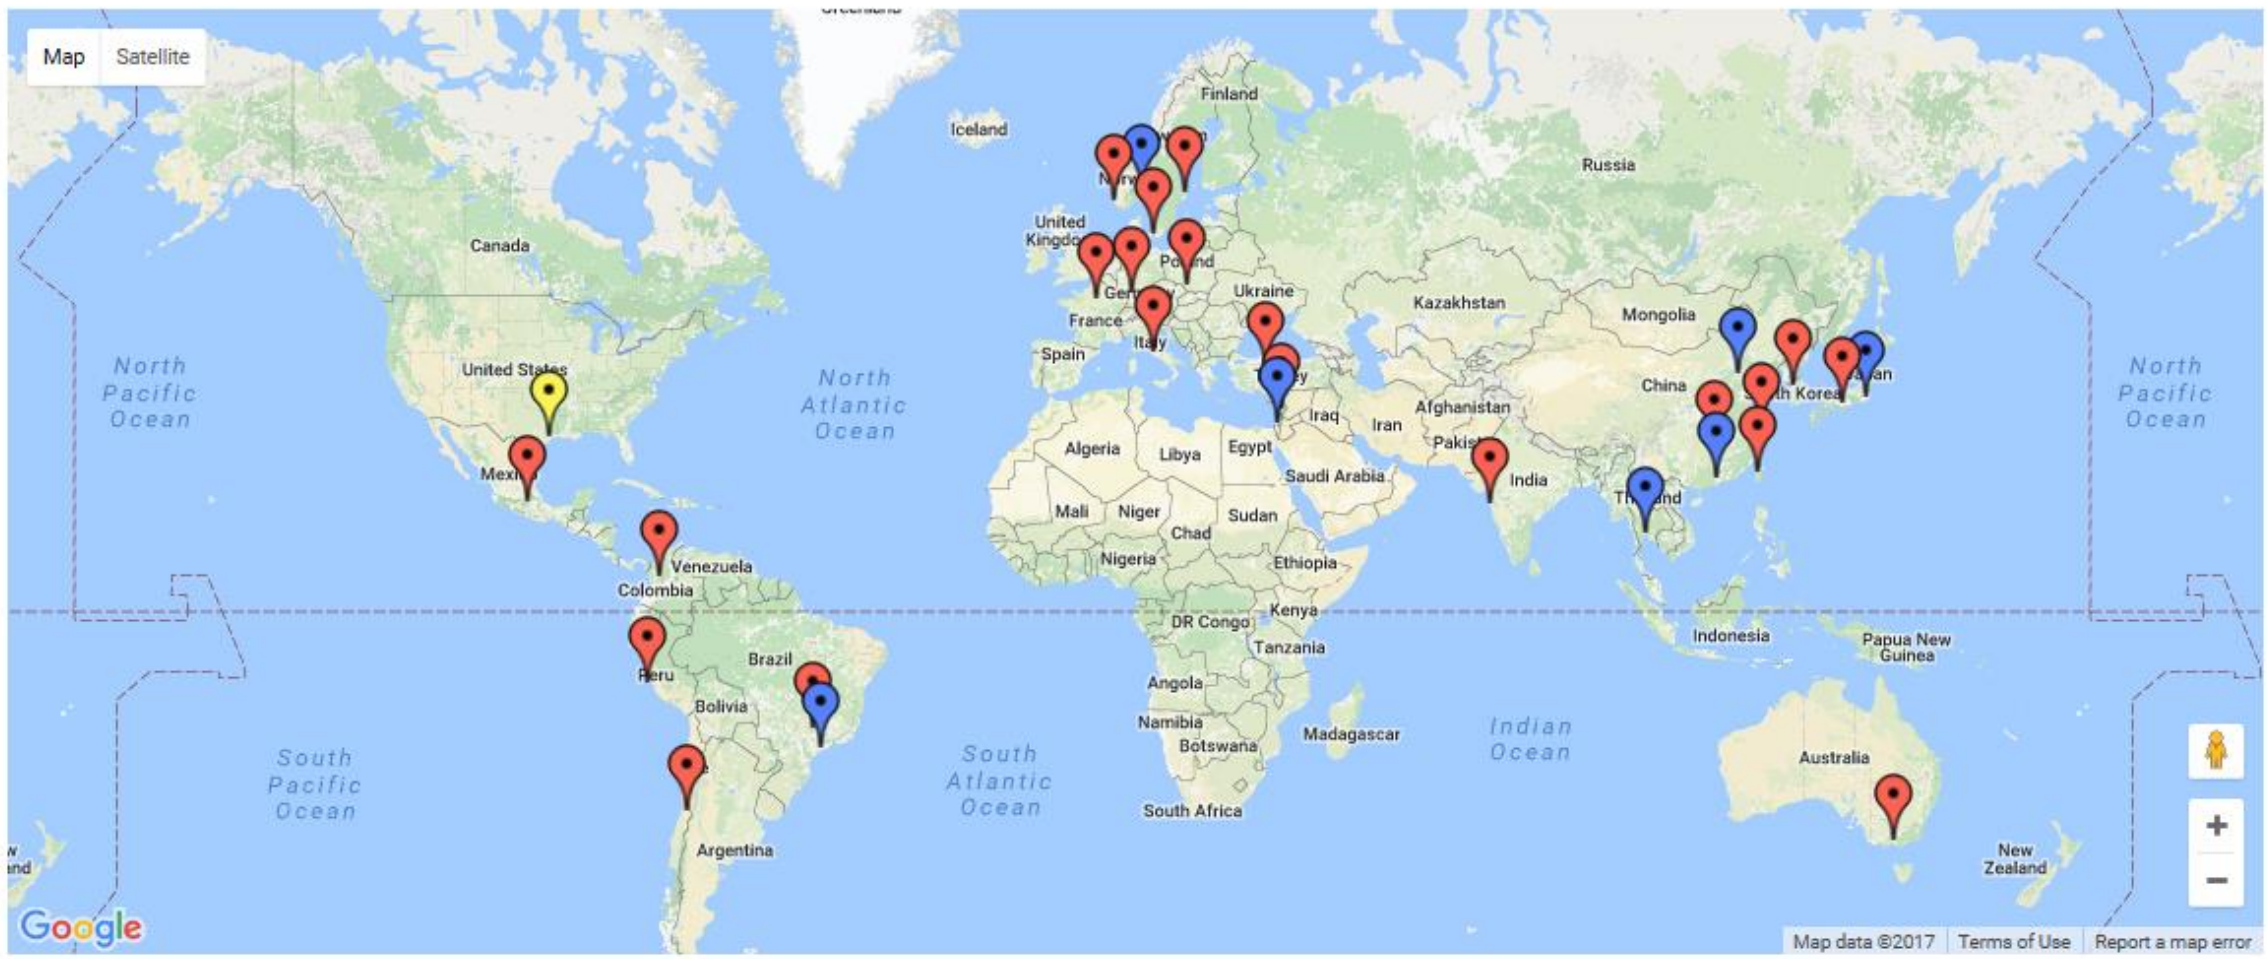 Map Satellite
Finland
Iceland
Russia
United
Kingdo
Canada
Ukraine
Kazakhstan
Mongolia
France
Italy
Spain
North
Pacific
Ocean
United States
North
Atlantic
Ocean
China
North
Pacific
Ocean
Iraq
Iran
Afghanistan
Algeria
Libya
Egypt
Saudi Arabia
India
Mali
Niger
Sudan
Chad
Nigeria
Ethiopia
Venezuela
Colombia
Kenya
DR Congo
Tanzania
Indonesia
Papua New
Guinea
Brazil
Peru
Bolivia
Angola
Namibia
Botswana
Madagascar
South Africa
South
Pacific
Ocean
South
Atlantic
Ocean
Indian
Ocean
Australia
Argentina
New
Zealand
Google
Map data ©2017 Terms of Use Report a map error